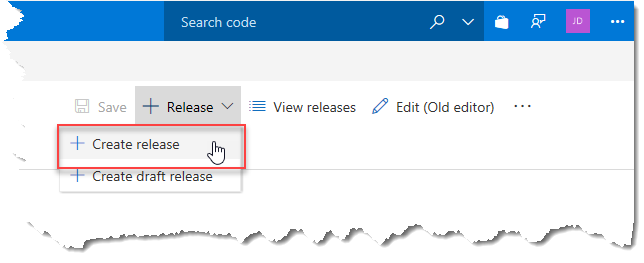 Search code
JD
Save
Release
View releases
Edit (Old editor)
Create release
Create draft release